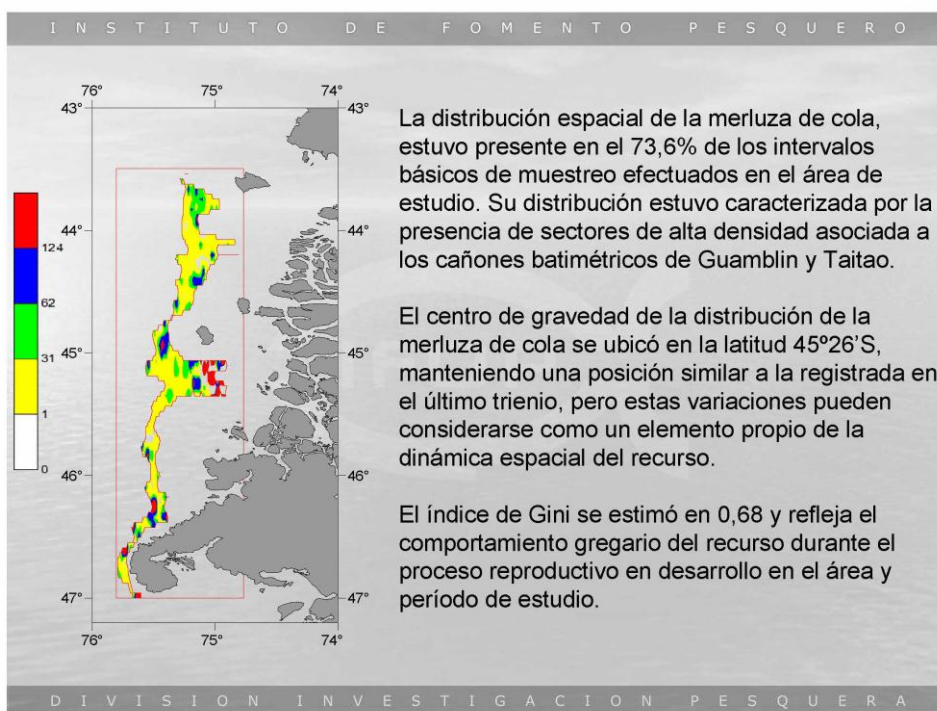 INSTITUTO DE FOMENTO PESQUERO
76° 75° 74°
43° 43°
44° 44°
45° 45°
46° 46°
47° 47°
76° 75° 74°
124
62
31
1
0
La distribución espacial de la merluza de cola,
estuvo presente en el 73,6% de los intervalos
básicos de muestreo efectuados en el área de
estudio. Su distribución estuvo caracterizada por la
presencia de sectores de alta densidad asociada a
los cañones batimétricos de Guamblin y Taitao.
El centro de gravedad de la distribución de la
merluza de cola se ubicó en la latitud 45º26’S,
manteniendo una posición similar a la registrada en
el último trienio, pero estas variaciones pueden
considerarse como un elemento propio de la
dinámica espacial del recurso.
El índice de Gini se estimó en 0,68 y refleja el
comportamiento gregario del recurso durante el
proceso reproductivo en desarrollo en el área y
período de estudio.
DIVISION INVESTIGACION PESQUERA